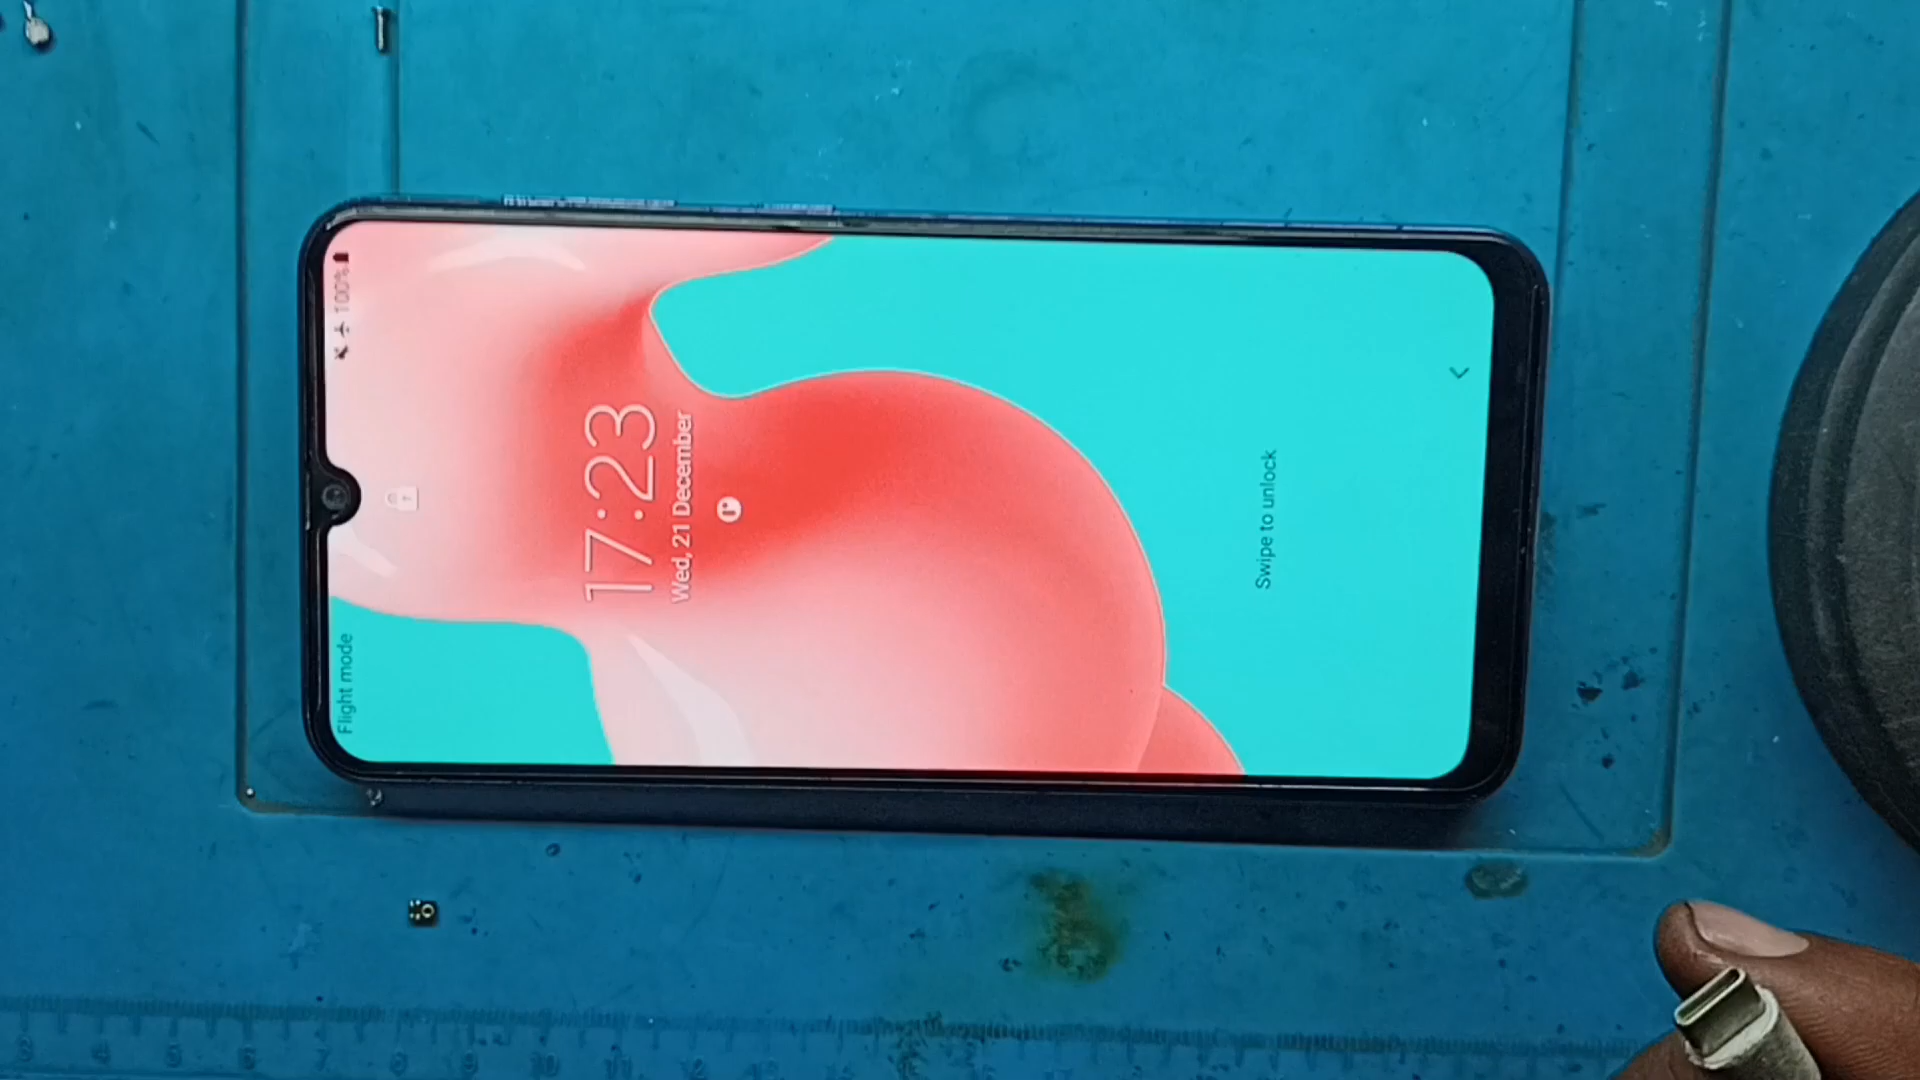 Flight mode
100%
17:23
Wed, 21 December
Swipe to unlock